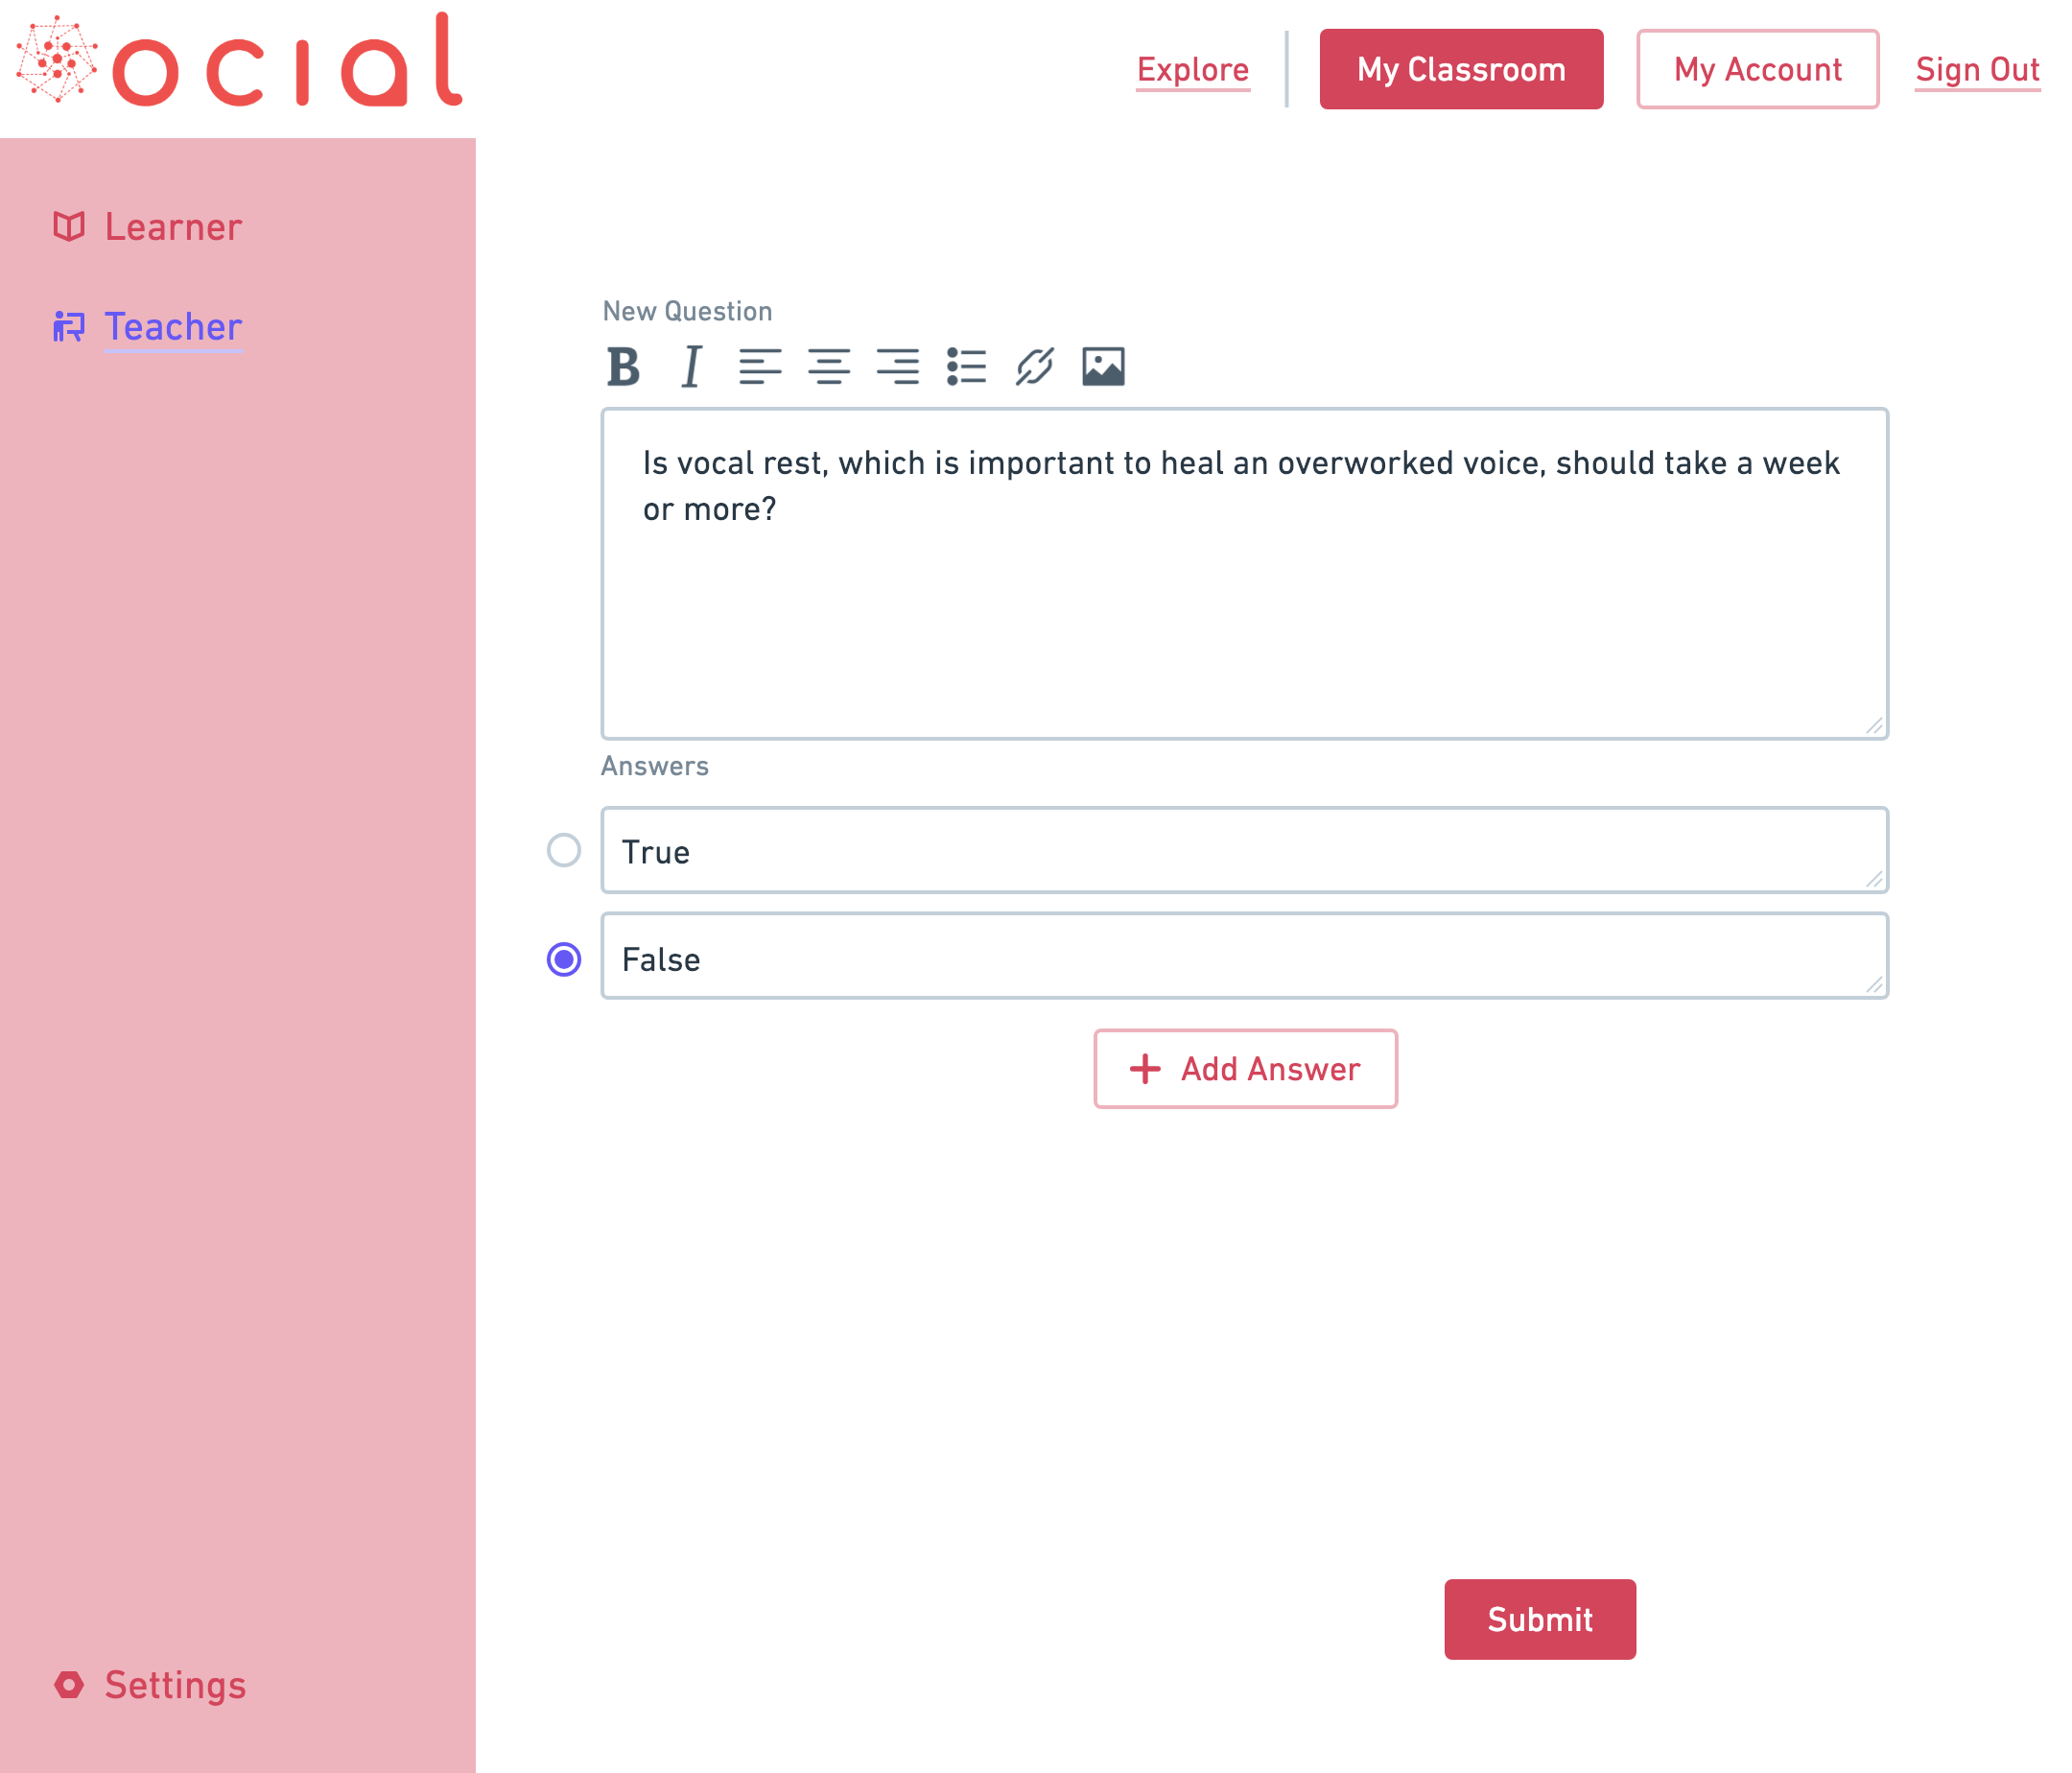 ocial
Explore
My Classroom
My Account
Sign Out
Learner
Teacher
New Question
B I
Is vocal rest, which is important to heal an overworked voice, should take a week
or more?
Answers
True
False
+ Add Answer
Submit
Settings